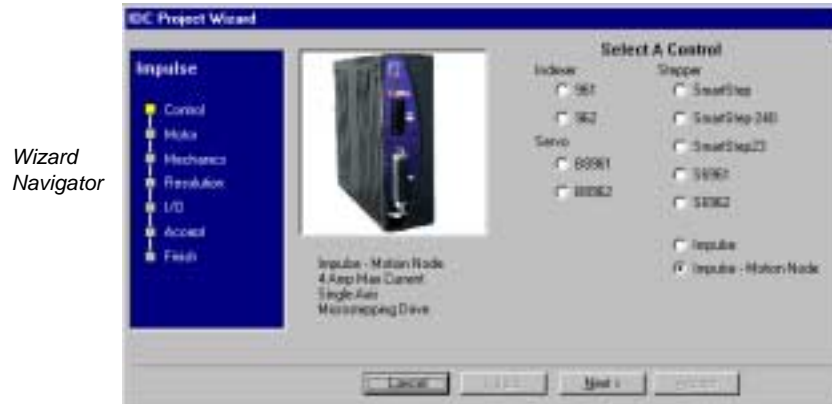 IDC Project Wizard
Wizard
Navigator
Impulse
Control
Motor
Mechanics
Resolution
I/O
Accept
Finish
Impulse - Motion Node
4 Amp Max Current
Single Axis
Microstepping Drive
Select A Control
Indexer
961
962
Servo
B8961
B8962
Stepper
SmartStep
SmartStep-240
SmartStep23
S6961
S6962
Impulse
Impulse - Motion Node
Cancel
Next >